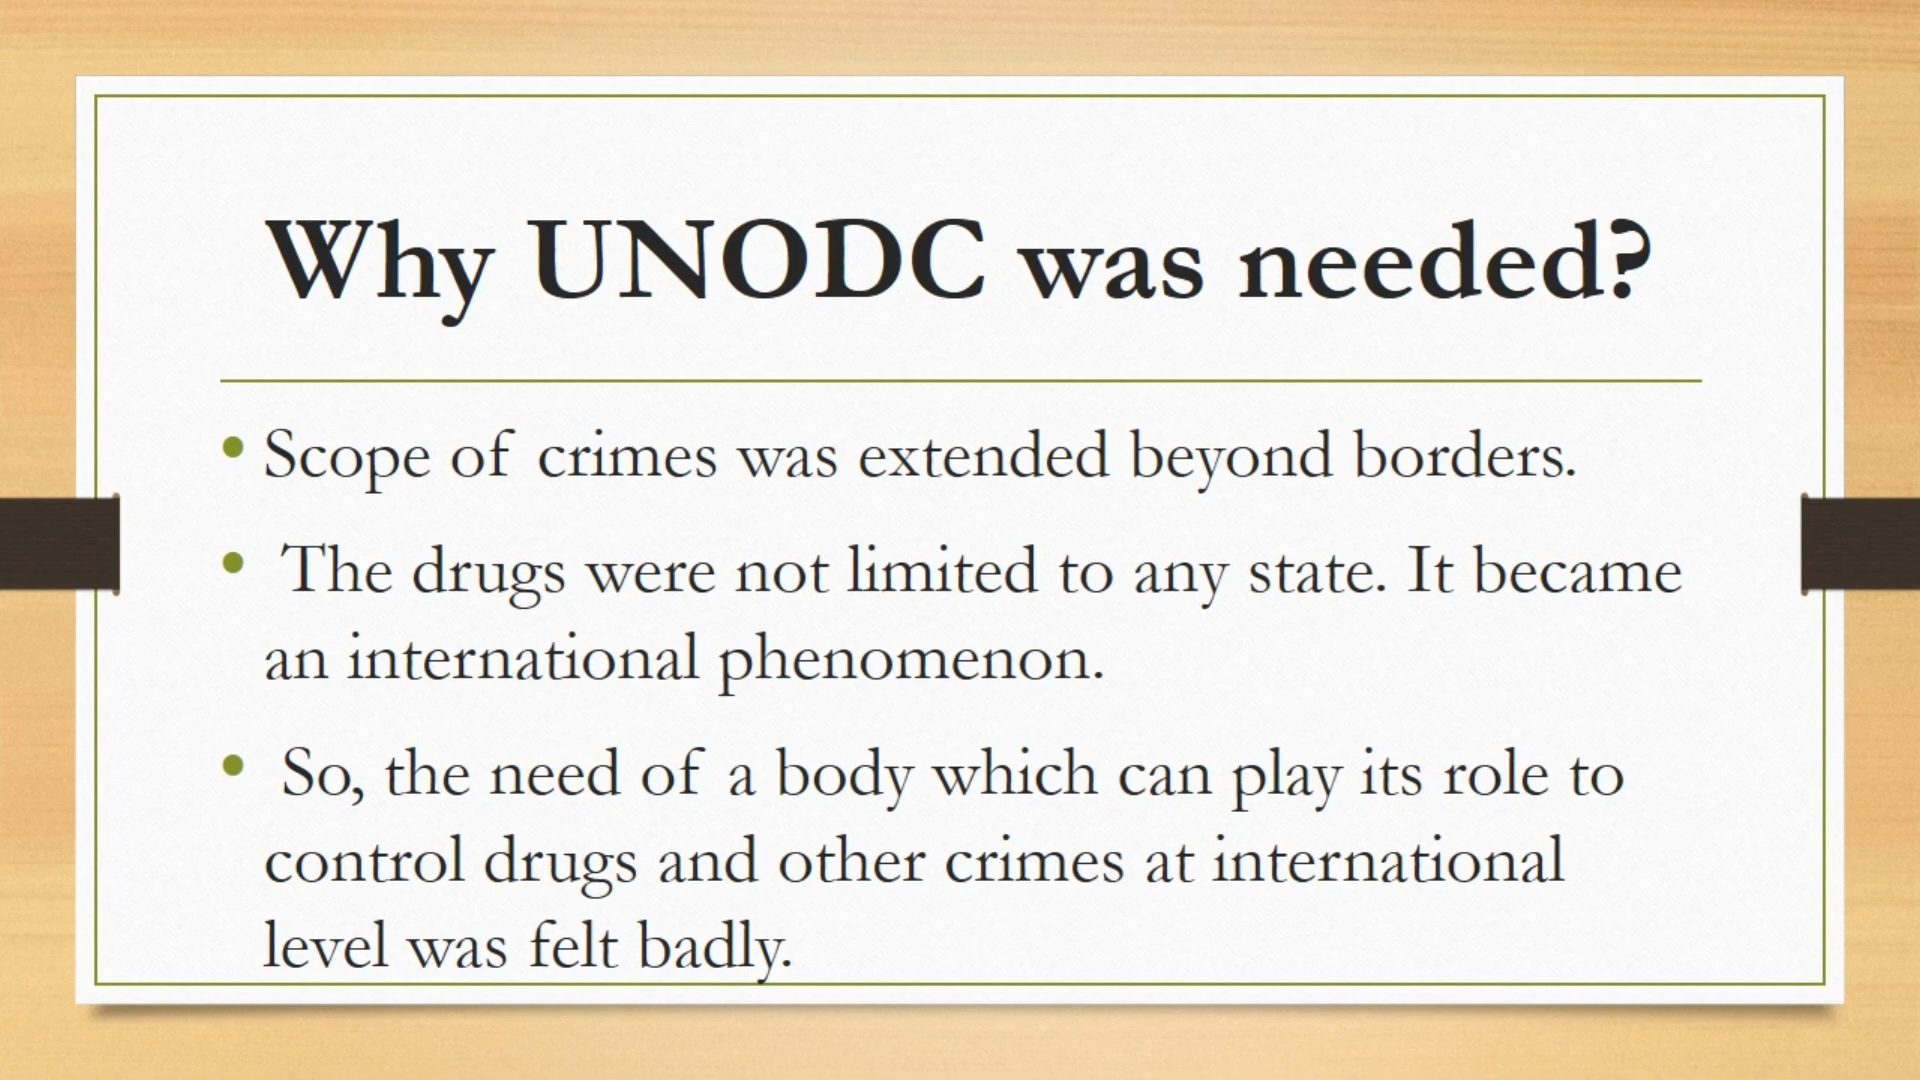 Why UNODC was needed?
• Scope of crimes was extended beyond borders.
• The drugs were not limited to any state. It became
an international phenomenon.
• So, the need of a body which can play its role to
control drugs and other crimes at international
level was felt badly.